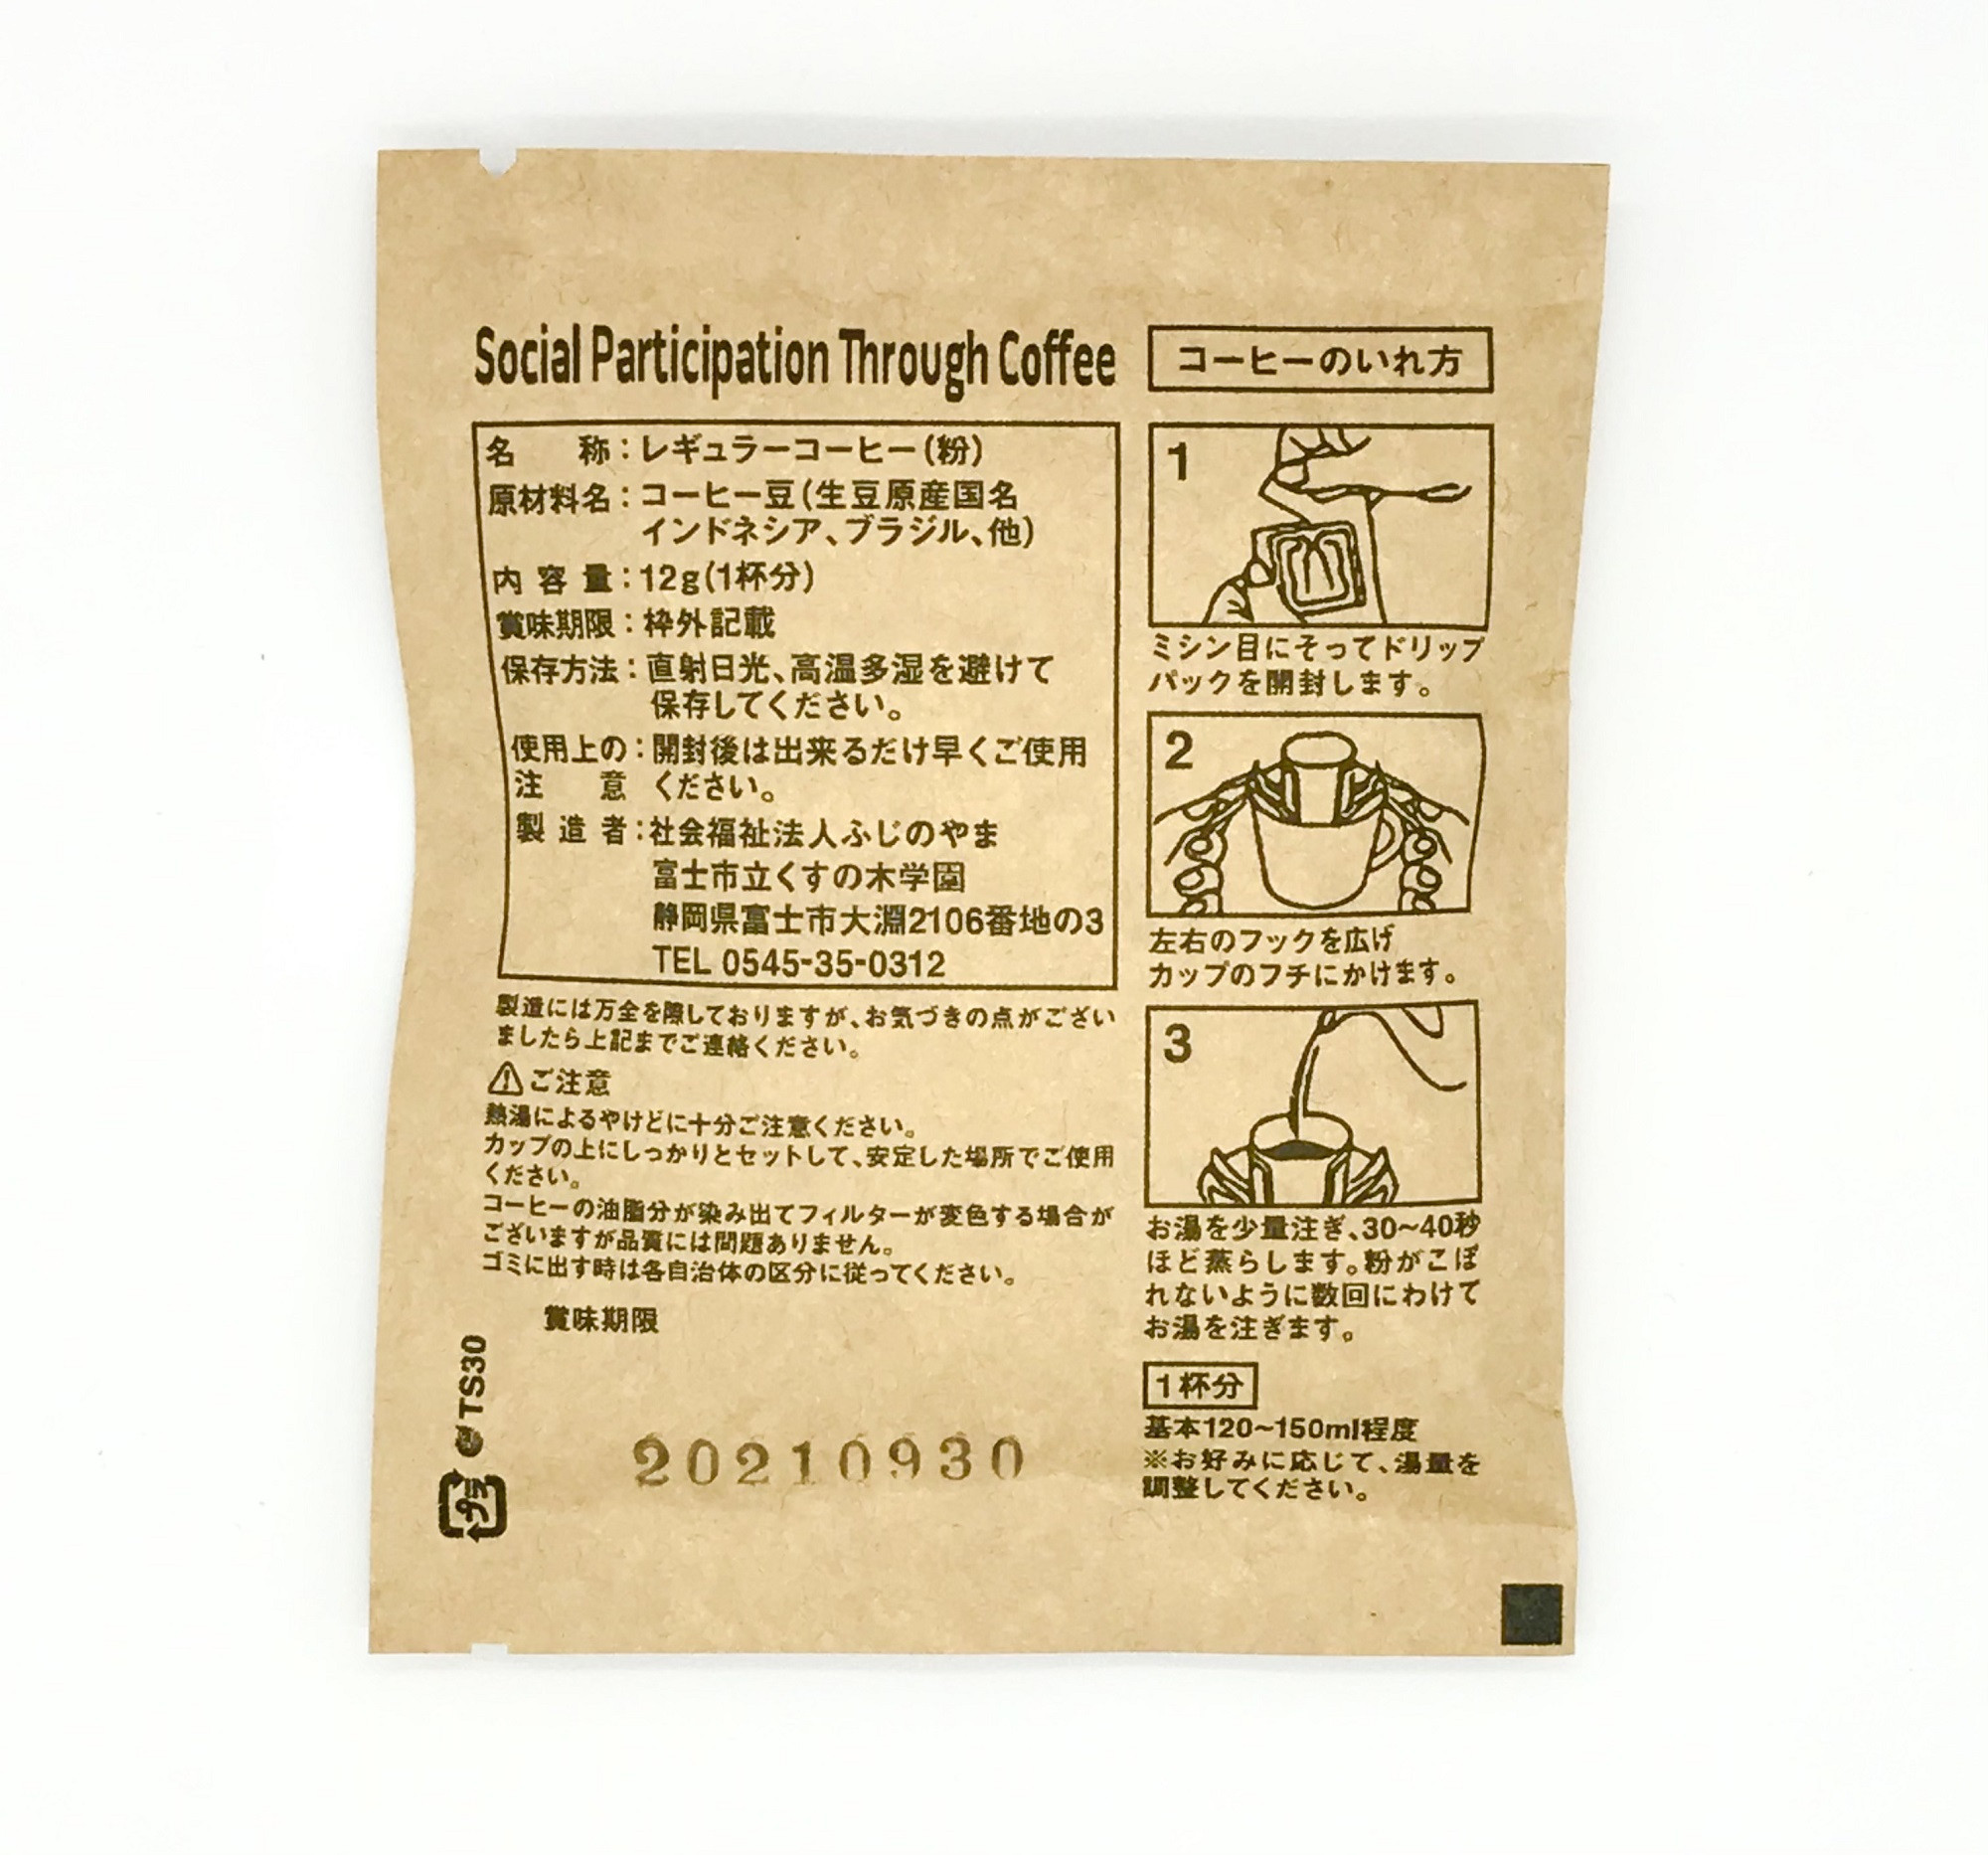 Social Participation Through Coffee
名　　称：レギュラーコーヒー(粉)
原材料名：コーヒー豆(生豆原産国名
インドネシア、ブラジル、他)
内 容 量：12g(1杯分)
賞味期限：枠外記載
保存方法：直射日光、高温多湿を避けて
保存してください。
使用上の：開封後は出来るだけ早くご使用
注　　意　ください。
製 造 者：社会福祉法人ふじのやま
富士市立くすの木学園
静岡県富士市大淵2106番地の3
TEL 0545-35-0312
製造には万全を際しておりますが、お気づきの点がござい
ましたら上記までご連絡ください。
⚠ご注意
熱湯によるやけどに十分ご注意ください。
カップの上にしっかりとセットして、安定した場所でご使用
ください。
コーヒーの油脂分が染み出てフィルターが変色する場合が
ございますが品質には問題ありません。
ゴミに出す時は各自治体の区分に従ってください。
賞味期限
20210930
TS30
コーヒーのいれ方
1
ミシン目にそってドリップ
パックを開封します。
2
左右のフックを広げ
カップのフチにかけます。
3
お湯を少量注ぎ、30~40秒
ほど蒸らします。粉がこぼ
れないように数回にわけて
お湯を注ぎます。
1杯分
基本120~150ml程度
※お好みに応じて、湯量を
調整してください。